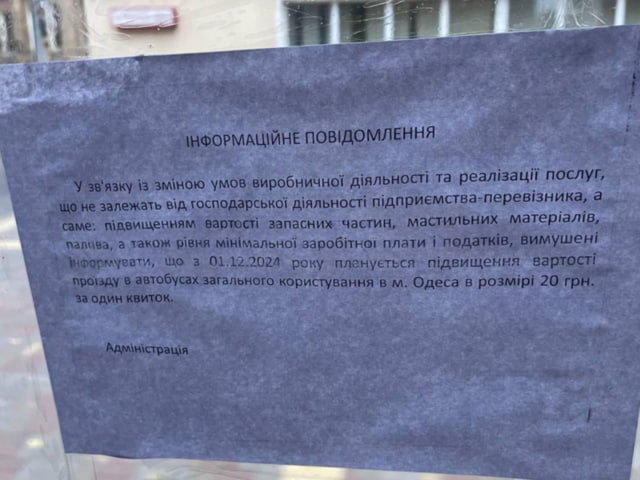 ІНФОРМАЦІЙНЕ ПОВІДОМЛЕННЯ
У зв'язку із зміною умов виробничої діяльності та реалізації послуг,
що не залежать від господарської діяльності підприємства-перевізника, а
саме: підвищенням вартості запасних частин, мастильних матеріалів,
палива, а також рівня мінімальної заробітної плати і податків, вимушені
інформувати, що з 01.12.2024 року планується підвищення вартості
проїзду в автобусах загального користування в м. Одеса в розмірі 20 грн.
за один квиток.
Адміністрація